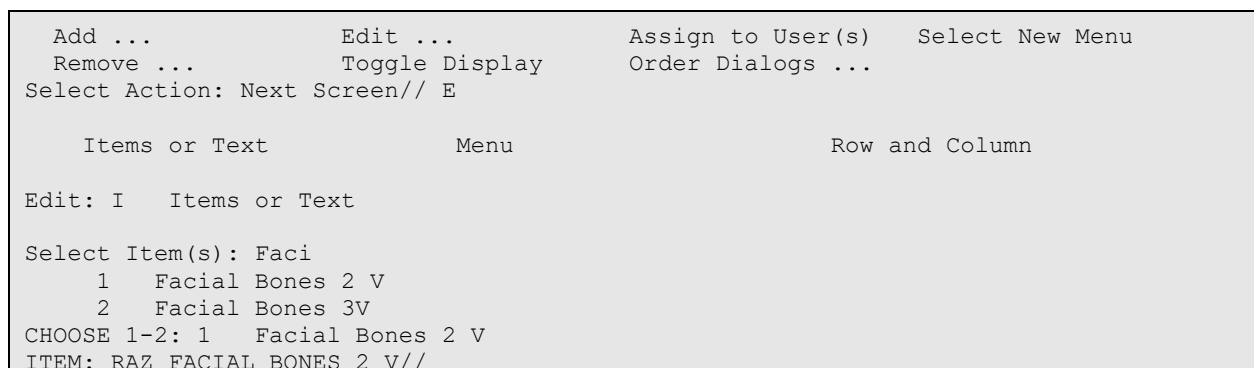 Add ... Edit ... Assign to User(s) Select New Menu
Remove ... Toggle Display Order Dialogs ...
Select Action: Next Screen// E
Items or Text Menu Row and Column
Edit: I Items or Text
Select Item(s): Faci
1 Facial Bones 2 V
2 Facial Bones 3V
CHOOSE 1-2: 1 Facial Bones 2 V
ITEM: RAZ FACIAL BONES 2 V//